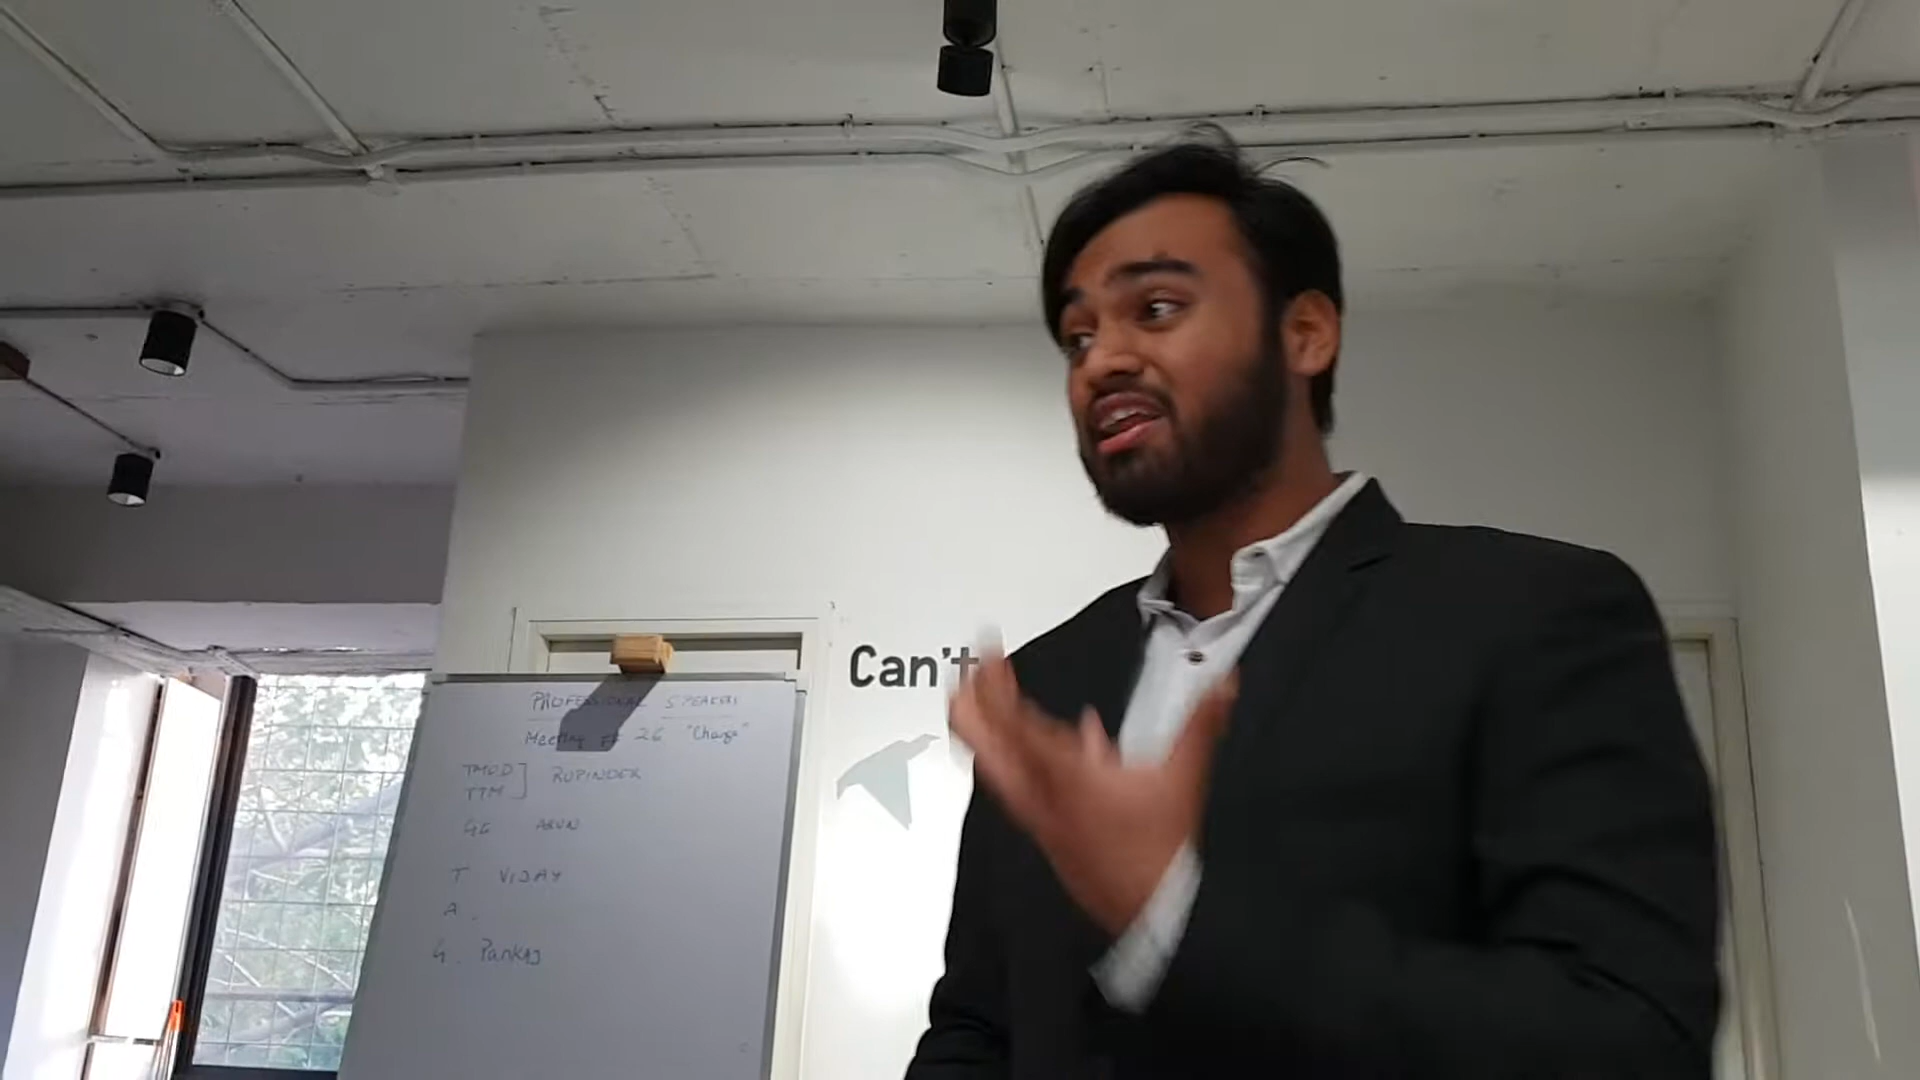 Can't
PROFESSIONAL SPEAKERS
Meeting # 26 "Change"
TMOD
TTM ] RUPINDER
GE ARUN
T VIJAY
A.
G. Pankaj